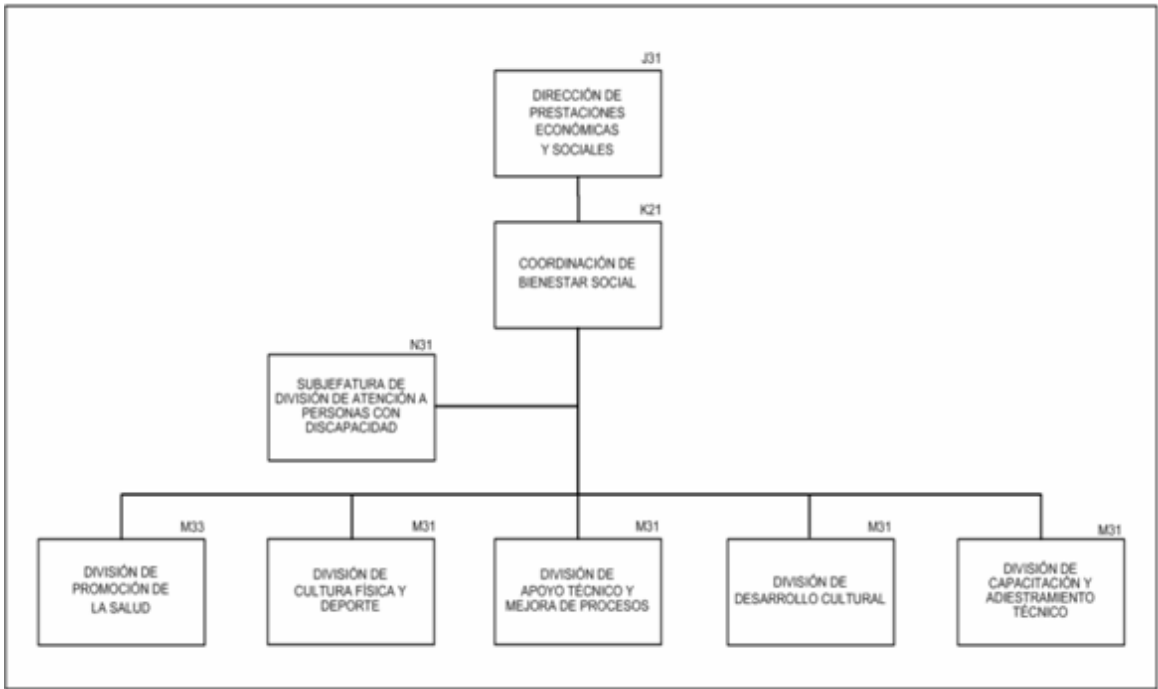 J31
DIRECCIÓN DE
PRESTACIONES
ECONÓMICAS
Y SOCIALES
K21
COORDINACIÓN DE
BIENESTAR SOCIAL
N31
SUBJEFATURA DE
DIVISIÓN DE ATENCIÓN A
PERSONAS CON
DISCAPACIDAD
M33
DIVISIÓN DE
PROMOCIÓN DE
LA SALUD
M31
DIVISIÓN DE
CULTURA FÍSICA Y
DEPORTE
M31
DIVISIÓN DE
APOYO TÉCNICO Y
MEJORA DE PROCESOS
M31
DIVISIÓN DE
DESARROLLO CULTURAL
M31
DIVISIÓN DE
CAPACITACIÓN Y
ADIESTRAMIENTO
TÉCNICO